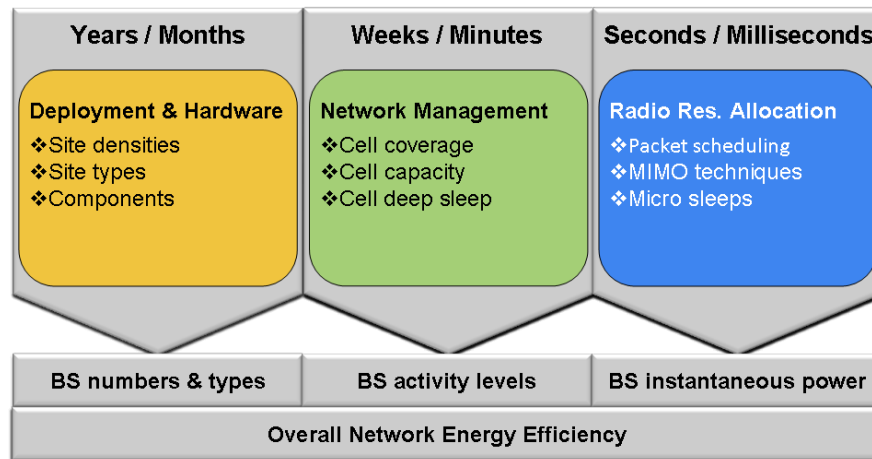 Years / Months
Weeks / Minutes
Seconds / Milliseconds
Deployment & Hardware
❖Site densities
❖Site types
❖Components
Network Management
❖Cell coverage
❖Cell capacity
❖Cell deep sleep
Radio Res. Allocation
❖Packet scheduling
❖MIMO techniques
❖Micro sleeps
BS numbers & types
BS activity levels
BS instantaneous power
Overall Network Energy Efficiency